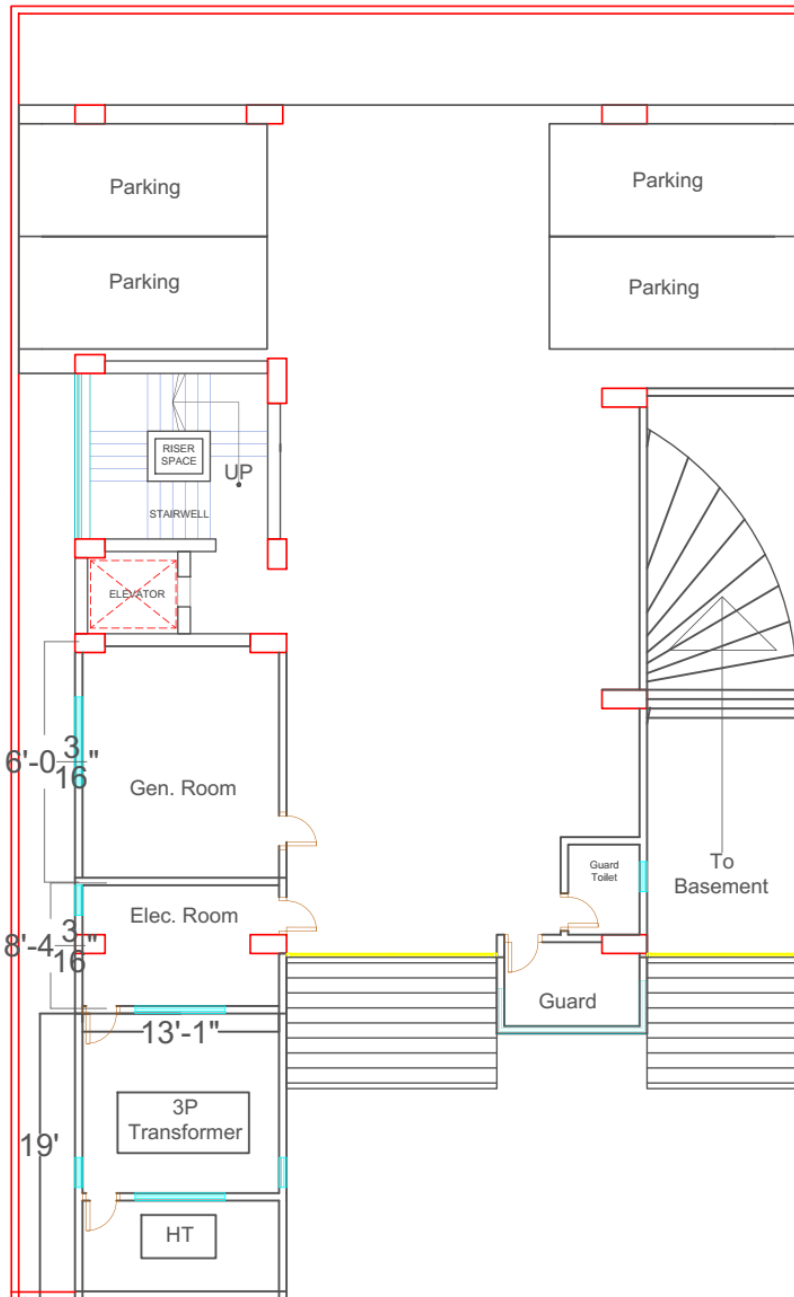 Parking
Parking
Parking
Parking
RISER
SPACE
UP
STAIRWELL
ELEVATOR
6'-0 3/16"
Gen. Room
Guard
Toilet
To
Basement
Elec. Room
8'-4 3/16"
Guard
13'-1"
3P
Transformer
19'
HT